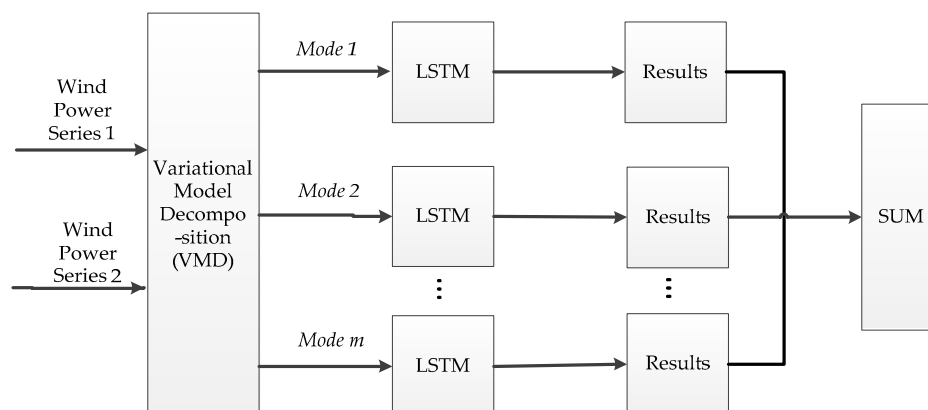 Wind
Power
Series 1
Wind
Power
Series 2
Variational
Model
Decompo
-sition
(VMD)
Mode 1
LSTM
Results
Mode 2
LSTM
Results
Mode m
LSTM
Results
SUM